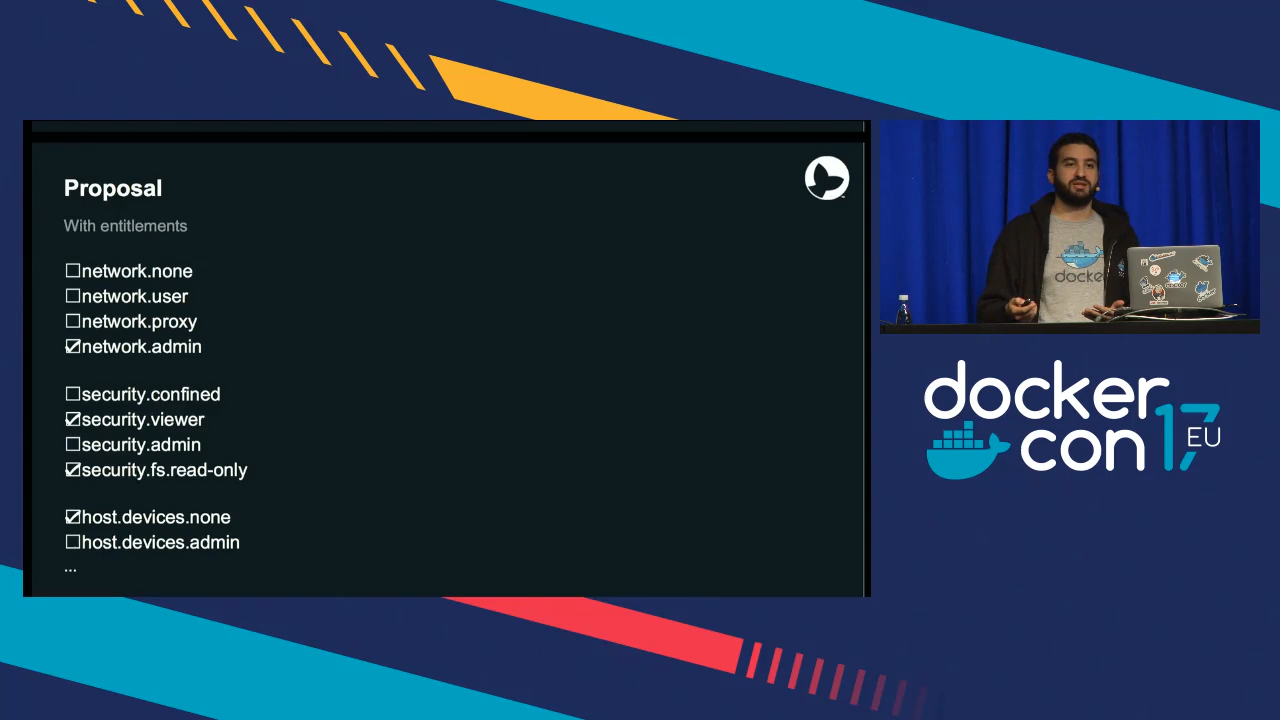 Proposal
With entitlements
☐network.none
☐network.user
☐network.proxy
☑network.admin
☐security.confined
☑security.viewer
☐security.admin
☑security.fs.read-only
☑host.devices.none
☐host.devices.admin
...
docker
docker
con 17 EU